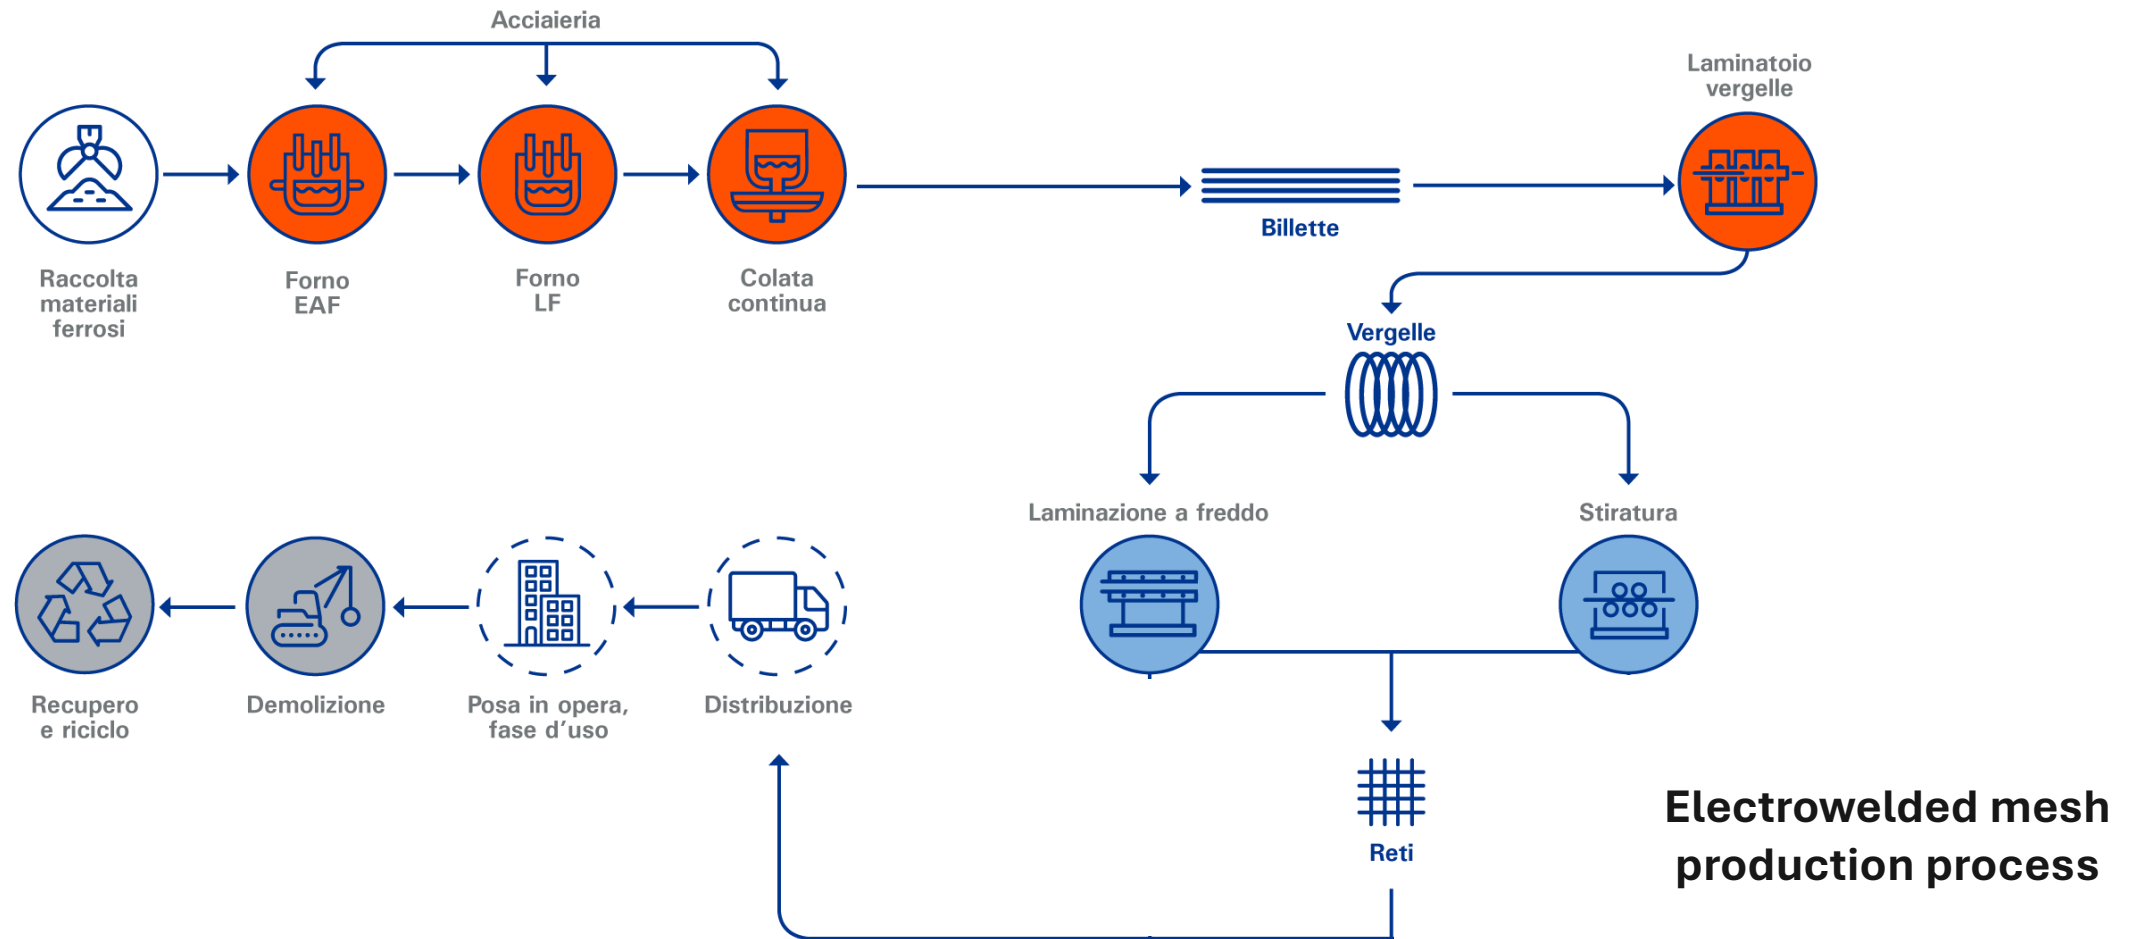 Acciaieria
Laminatoio
vergelle
Raccolta
materiali
ferrosi
Forno
EAF
Forno
LF
Colata
continua
Billette
Vergelle
Laminazione a freddo
Stiratura
Recupero
e riciclo
Demolizione
Posa in opera,
fase d’uso
Distribuzione
Reti
Electrowelded mesh
production process